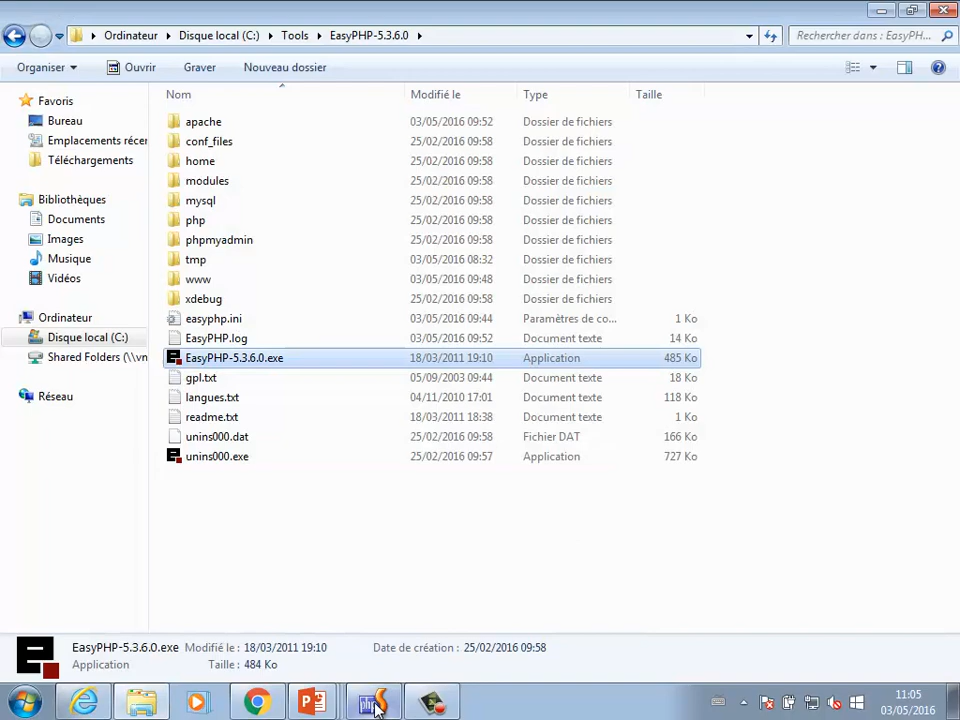 Ordinateur Disque local (C:) Tools EasyPHP-5.3.6.0 Rechercher dans : EasyPH...
Organiser Ouvrir Graver Nouveau dossier
Nom Modifié le Type Taille
Favoris
Bureau
Emplacements récer
Téléchargements
Bibliothèques
Documents
Images
Musique
Vidéos
Ordinateur
Disque local (C:)
Shared Folders (\\vn
Réseau
apache 03/05/2016 09:52 Dossier de fichiers
conf_files 25/02/2016 09:58 Dossier de fichiers
home 25/02/2016 09:58 Dossier de fichiers
modules 25/02/2016 09:58 Dossier de fichiers
mysql 25/02/2016 09:58 Dossier de fichiers
php 25/02/2016 09:58 Dossier de fichiers
phpmyadmin 25/02/2016 09:58 Dossier de fichiers
tmp 03/05/2016 08:32 Dossier de fichiers
www 03/05/2016 09:48 Dossier de fichiers
xdebug 25/02/2016 09:58 Dossier de fichiers
easyphp.ini 03/05/2016 09:44 Paramètres de co... 1 Ko
EasyPHP.log 03/05/2016 09:52 Document texte 14 Ko
EasyPHP-5.3.6.0.exe 18/03/2011 19:10 Application 485 Ko
gpl.txt 05/09/2003 09:44 Document texte 18 Ko
langues.txt 04/11/2010 17:01 Document texte 118 Ko
readme.txt 18/03/2011 18:38 Document texte 1 Ko
unins000.dat 25/02/2016 09:58 Fichier DAT 166 Ko
unins000.exe 25/02/2016 09:57 Application 727 Ko
EasyPHP-5.3.6.0.exe Modifié le : 18/03/2011 19:10 Date de création : 25/02/2016 09:58
Application Taille : 484 Ko
php
11:05
03/05/2016